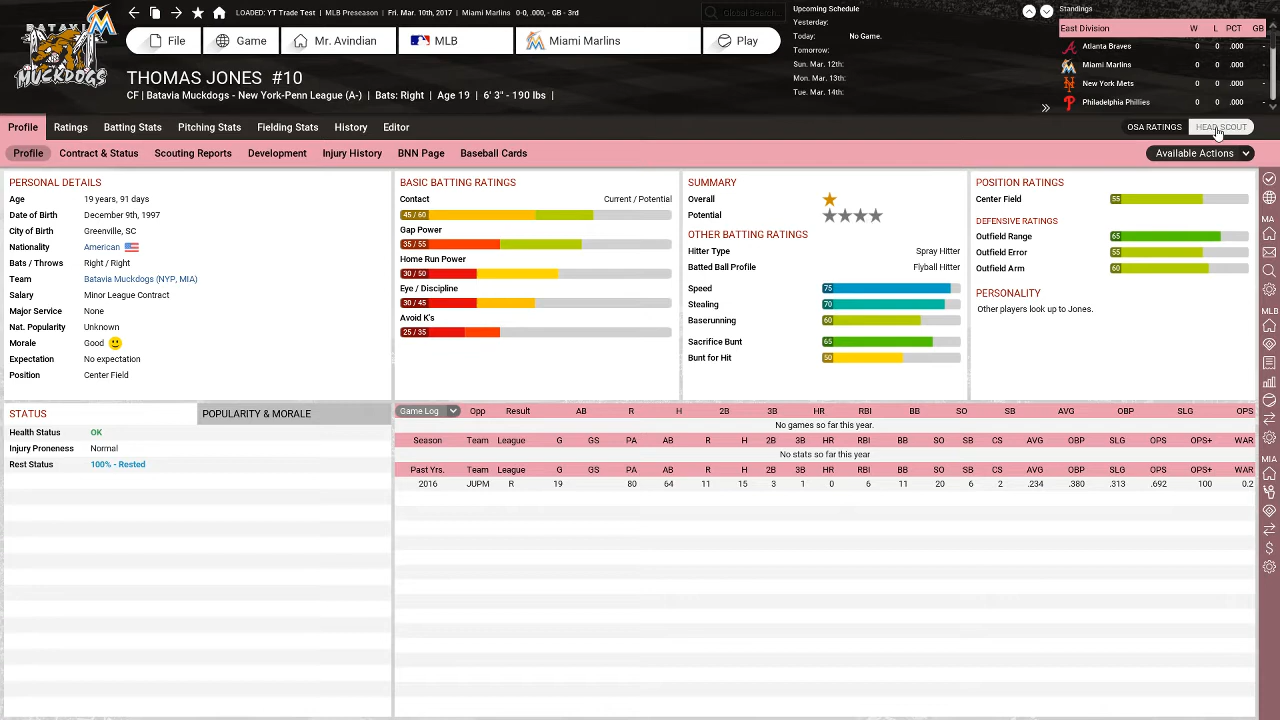 BATAVIA MUCKDOGS
LOADED: YT Trade Test | MLB Preseason | Fri. Mar. 10th, 2017 | Miami Marlins 0-0, .000, - GB - 3rd
Global Search...
File Game Mr. Avindian MLB Miami Marlins Play
Upcoming Schedule
Yesterday:
Today: No Game.
Tomorrow:
Sun. Mar. 12th:
Mon. Mar. 13th:
Tue. Mar. 14th:
Standings
East Division W L PCT GB
Atlanta Braves 0 0 .000 -
Miami Marlins 0 0 .000 -
New York Mets 0 0 .000 -
Philadelphia Phillies 0 0 .000 -
THOMAS JONES #10
CF | Batavia Muckdogs - New York-Penn League (A-) | Bats: Right | Age 19 | 6' 3" - 190 lbs |
Profile Ratings Batting Stats Pitching Stats Fielding Stats History Editor
OSA RATINGS HEAD SCOUT
Profile Contract & Status Scouting Reports Development Injury History BNN Page Baseball Cards
Available Actions
PERSONAL DETAILS
Age 19 years, 91 days
Date of Birth December 9th, 1997
City of Birth Greenville, SC
Nationality American
Bats / Throws Right / Right
Team Batavia Muckdogs (NYP, MIA)
Salary Minor League Contract
Major Service None
Nat. Popularity Unknown
Morale Good
Expectation No expectation
Position Center Field
BASIC BATTING RATINGS
Contact Current / Potential
45 / 60
Gap Power
35 / 55
Home Run Power
30 / 50
Eye / Discipline
30 / 45
Avoid K's
25 / 35
SUMMARY
Overall
Potential
OTHER BATTING RATINGS
Hitter Type Spray Hitter
Batted Ball Profile Flyball Hitter
Speed 75
Stealing 70
Baserunning 60
Sacrifice Bunt 65
Bunt for Hit 50
POSITION RATINGS
Center Field 55
DEFENSIVE RATINGS
Outfield Range 65
Outfield Error 55
Outfield Arm 60
PERSONALITY
Other players look up to Jones.
MA
MLB
MIA
STATUS POPULARITY & MORALE
Health Status OK
Injury Proneness Normal
Rest Status 100% - Rested
Game Log Opp Result AB R H 2B 3B HR RBI BB SO SB AVG OBP SLG OPS
No games so far this year.
Season Team League G GS PA AB R H 2B 3B HR RBI BB SO SB CS AVG OBP SLG OPS OPS+ WAR
No stats so far this year
Past Yrs. Team League G GS PA AB R H 2B 3B HR RBI BB SO SB CS AVG OBP SLG OPS OPS+ WAR
2016 JUPM R 19 80 64 11 15 3 1 0 6 11 20 6 2 .234 .380 .313 .692 100 0.2